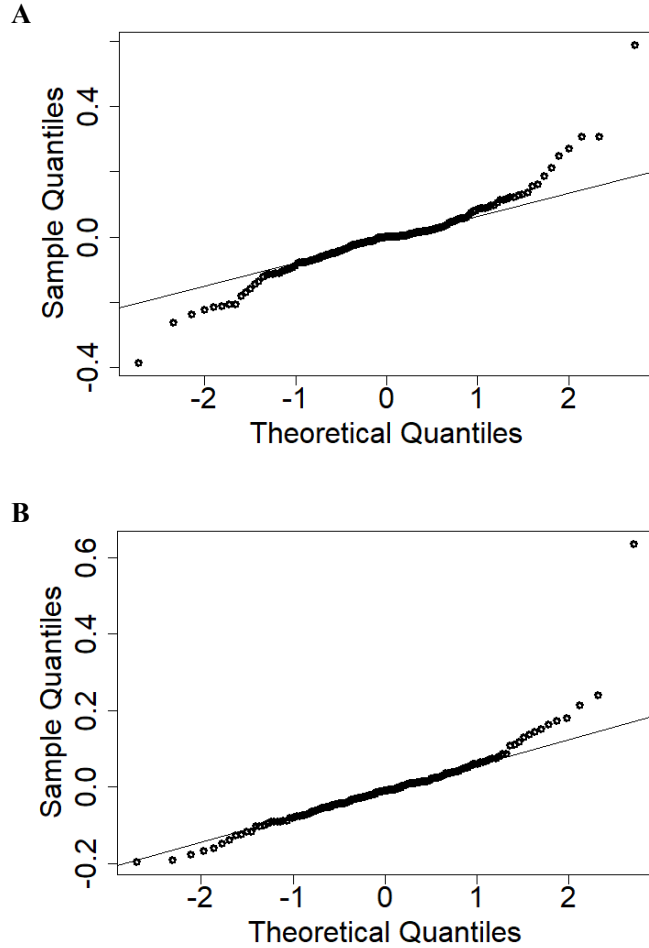 A
Sample Quantiles
0.4
0.0
-0.4
-2 -1 0 1 2
Theoretical Quantiles
B
Sample Quantiles
0.6
0.4
0.2
0.0
-0.2
-2 -1 0 1 2
Theoretical Quantiles